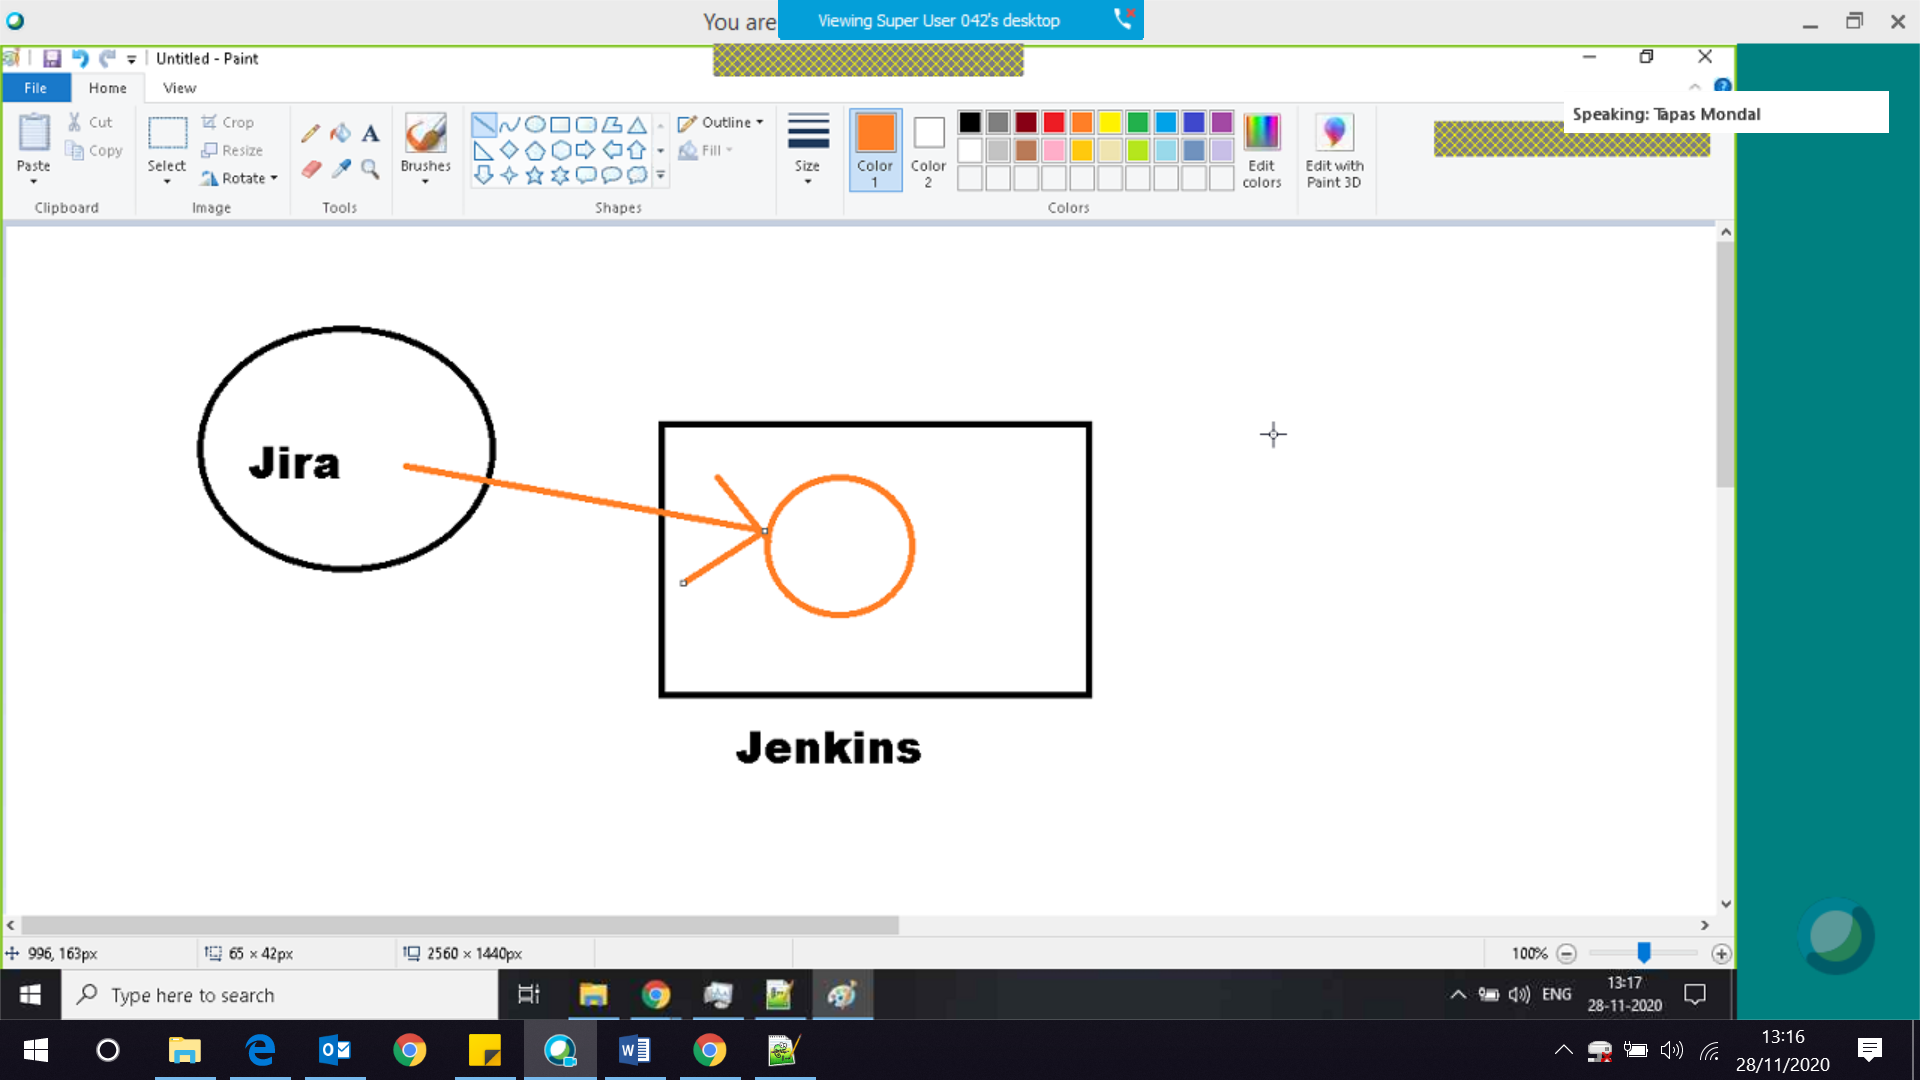 You are
Viewing Super User 042's desktop
Untitled - Paint
File
Home
View
Speaking: Tapas Mondal
Paste
Cut
Copy
Clipboard
Select
Crop
Resize
Rotate
Image
Tools
Brushes
Shapes
Outline
Fill
Size
Color
1
Color
2
Edit
colors
Edit with
Paint 3D
Colors
Jira
Jenkins
996, 163px
65 × 42px
2560 × 1440px
100%
Type here to search
ENG
13:17
28-11-2020
13:16
28/11/2020